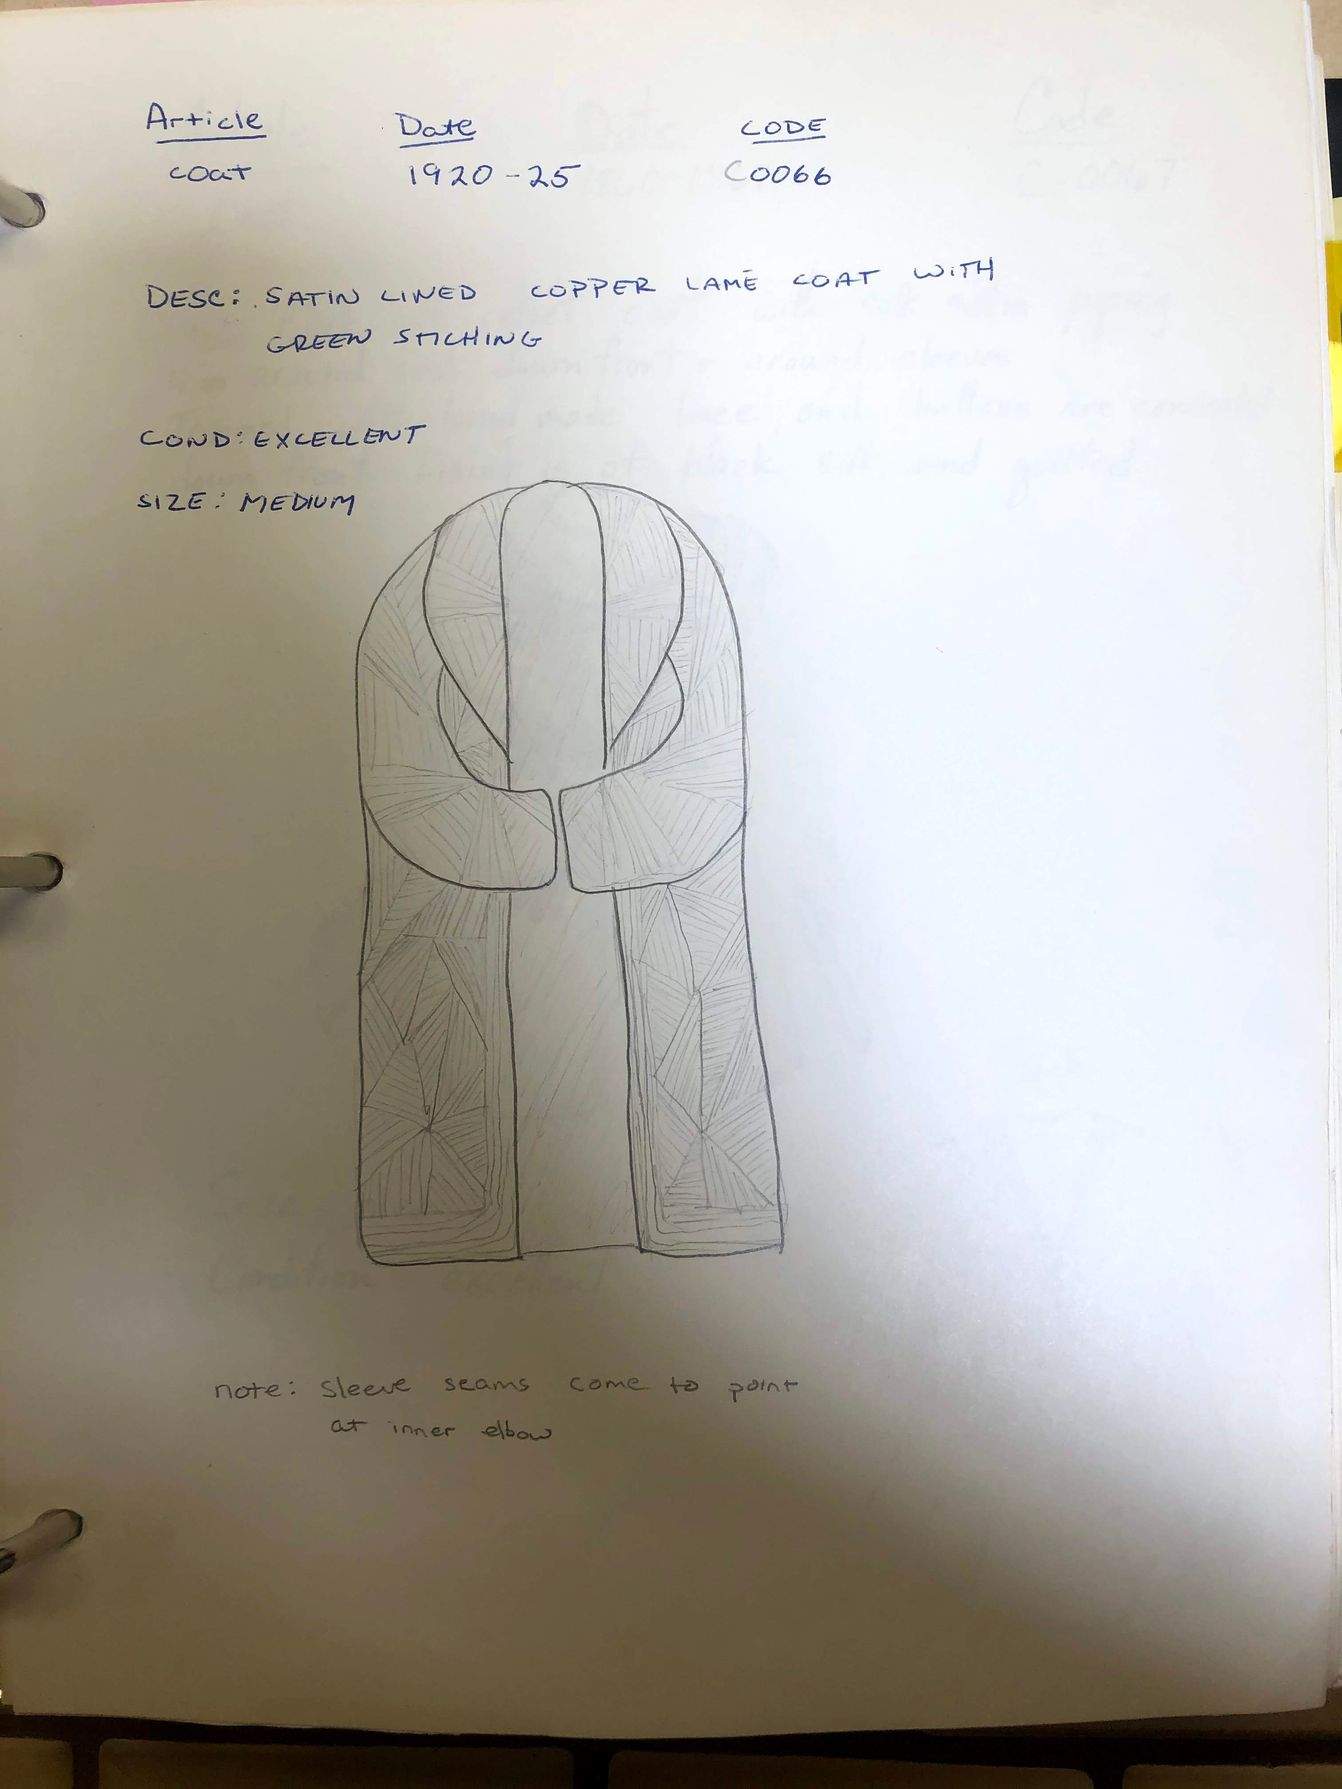 Article Date CODE
coat 1920-25 C0066
DESC: SATIN LINED COPPER LAMÉ COAT WITH
GREEN STICHING
COND: EXCELLENT
SIZE: MEDIUM
note: sleeve seams come to point
at inner elbow